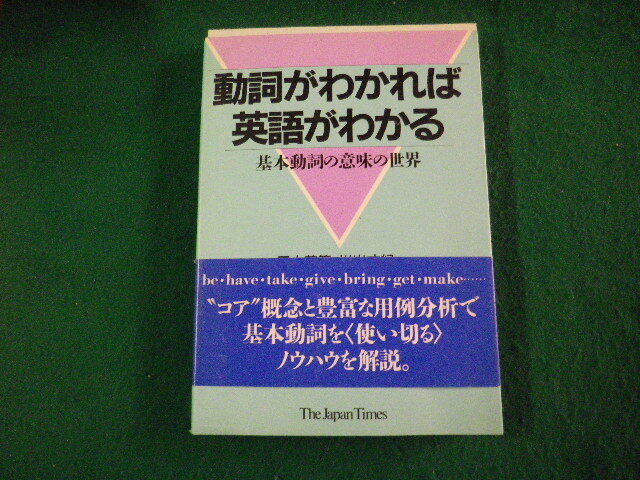 動詞がわかれば
英語がわかる
基本動詞の意味の世界
be・have・take・give・bring・get・make……
〝コア〟概念と豊富な用例分析で
基本動詞を〈使い切る〉
ノウハウを解説。
The Japan Times